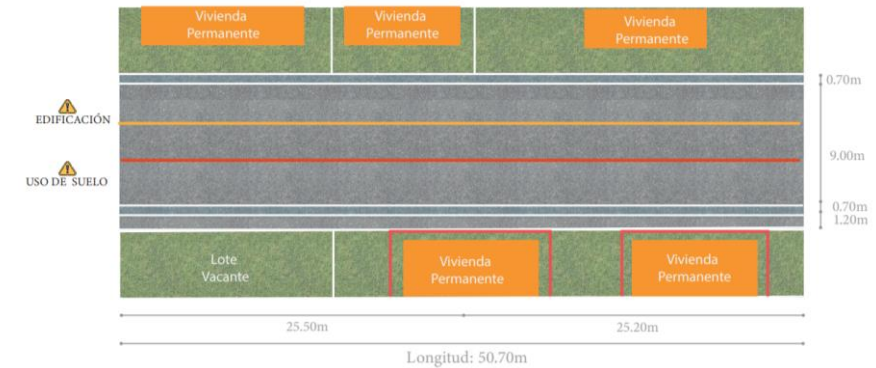 Vivienda
Permanente
Vivienda
Permanente
Vivienda
Permanente
0.70m
EDIFICACIÓN
9.00m
USO DE SUELO
0.70m
1.20m
Lote
Vacante
Vivienda
Permanente
Vivienda
Permanente
25.50m
25.20m
Longitud: 50.70m